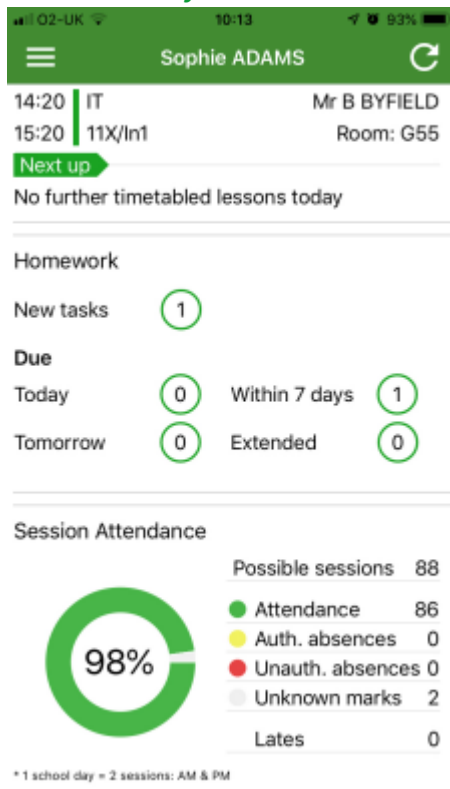 O2-UK 10:13 93%
Sophie ADAMS
14:20 IT Mr B BYFIELD
15:20 11X/In1 Room: G55
Next up
No further timetabled lessons today
Homework
New tasks 1
Due
Today 0 Within 7 days 1
Tomorrow 0 Extended 0
Session Attendance
Possible sessions 88
Attendance 86
Auth. absences 0
98% Unauth. absences 0
Unknown marks 2
Lates 0
* 1 school day = 2 sessions: AM & PM